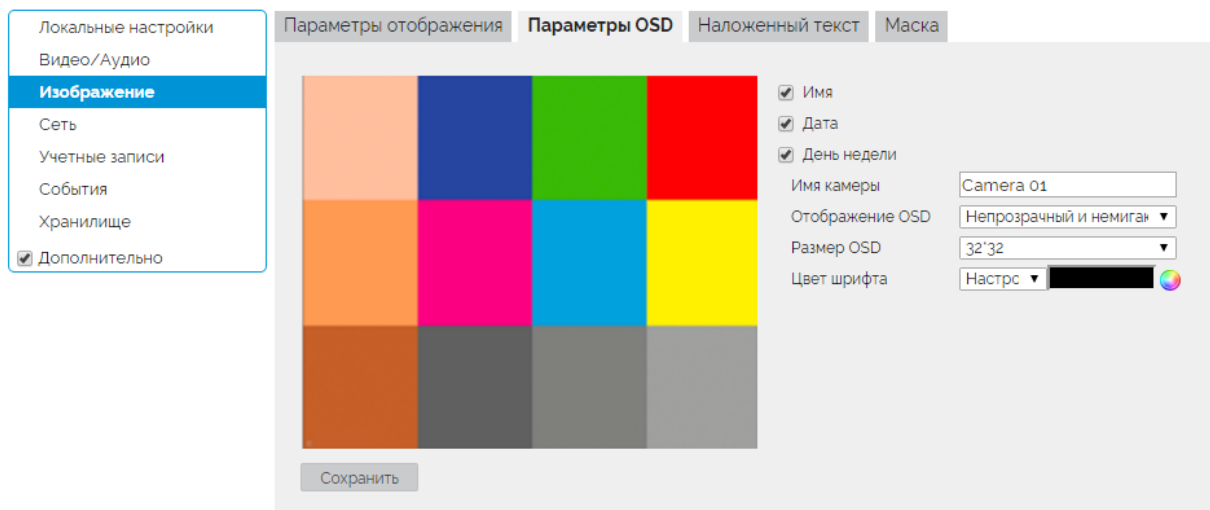 Локальные настройки
Видео/Аудио
Изображение
Сеть
Учетные записи
События
Хранилище
Дополнительно
Параметры отображения Параметры OSD Наложенный текст Маска
Имя
Дата
День недели
Имя камеры Camera 01
Отображение OSD Непрозрачный и немигак
Размер OSD 32*32
Цвет шрифта Настрс
Сохранить